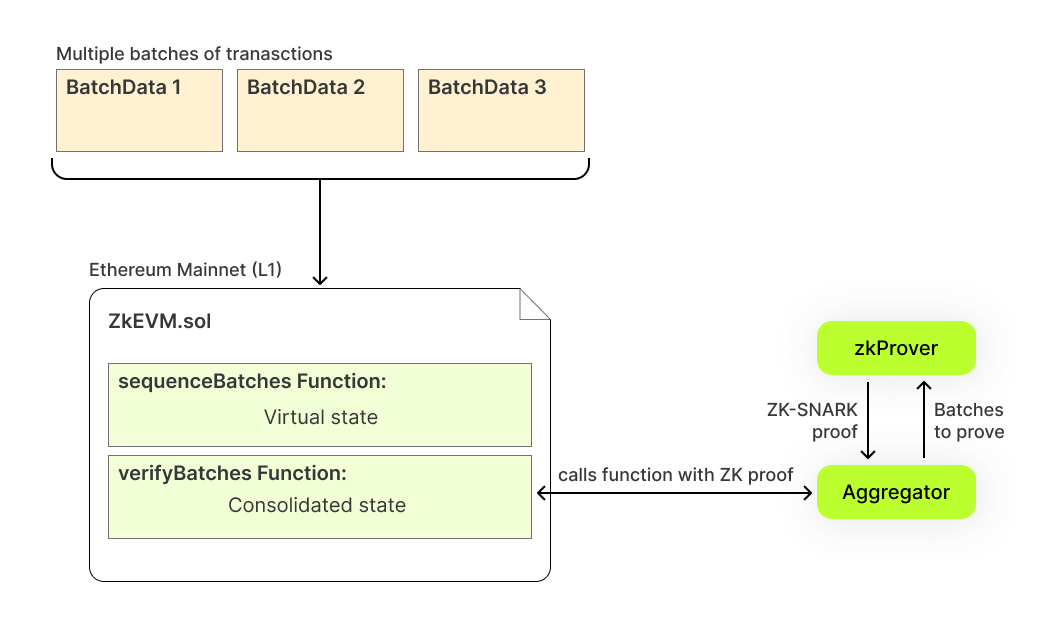 Multiple batches of tranasctions
BatchData 1
BatchData 2
BatchData 3
Ethereum Mainnet (L1)
ZkEVM.sol
sequenceBatches Function:
Virtual state
verifyBatches Function:
Consolidated state
calls function with ZK proof
zkProver
ZK-SNARK
proof
Batches
to prove
Aggregator